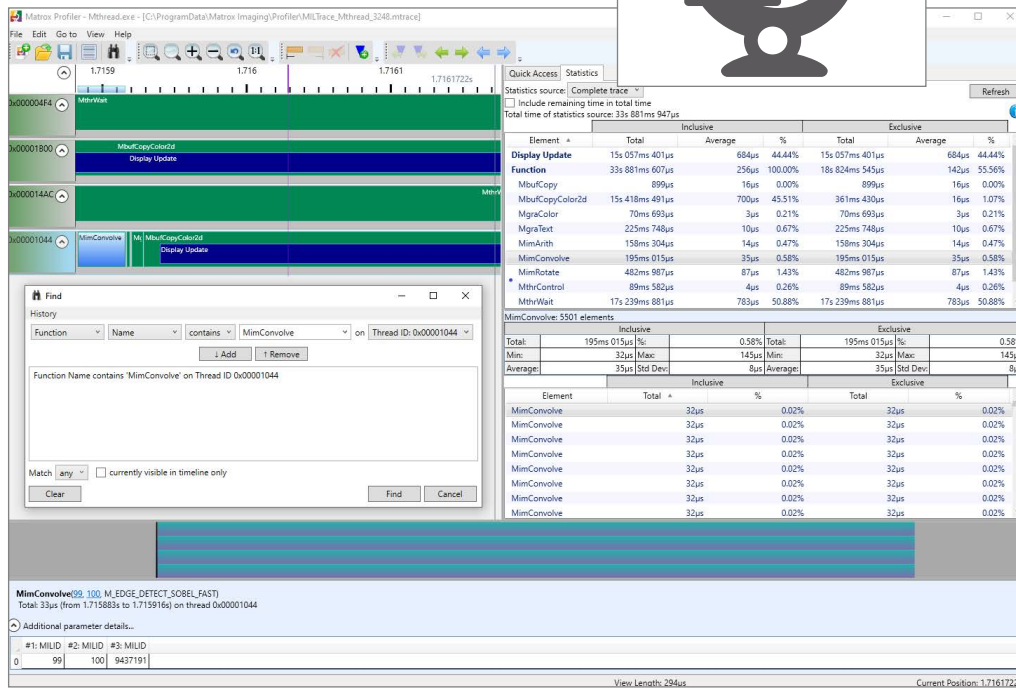 Matrox Profiler - Mthread.exe - [C:\ProgramData\Matrox Imaging\Profiler\MILTrace_Mthread_3248.mtrace]
File Edit Go to View Help
1.7159 1.716 1.7161
1.7161722s
0x000004F4 MthrWait
0x00001B00 MbufCopyColor2d
Display Update
0x000014AC
0x00001044 MimConvolve MbufCopyColor2d
Display Update
Find
History
Function Name contains MimConvolve on Thread ID: 0x00001044
↓ Add ↑ Remove
Function Name contains 'MimConvolve' on Thread ID 0x00001044
Match any currently visible in timeline only
Clear Find Cancel
Quick Access Statistics
Statistics source: Complete trace Refresh
Include remaining time in total time
Total time of statistics source: 33s 881ms 947µs
Inclusive Exclusive
Element Total Average % Total Average %
Display Update 15s 057ms 401µs 684µs 44.44% 15s 057ms 401µs 684µs 44.44%
Function 33s 881ms 607µs 256µs 100.00% 18s 824ms 545µs 142µs 55.56%
MbufCopy 899µs 16µs 0.00% 899µs 16µs 0.00%
MbufCopyColor2d 15s 418ms 491µs 700µs 45.51% 361ms 430µs 16µs 1.07%
MgraColor 70ms 693µs 3µs 0.21% 70ms 693µs 3µs 0.21%
MgraText 225ms 748µs 10µs 0.67% 225ms 748µs 10µs 0.67%
MimArith 158ms 304µs 14µs 0.47% 158ms 304µs 14µs 0.47%
MimConvolve 195ms 015µs 35µs 0.58% 195ms 015µs 35µs 0.58%
MimRotate 482ms 987µs 87µs 1.43% 482ms 987µs 87µs 1.43%
MthrControl 89ms 582µs 4µs 0.26% 89ms 582µs 4µs 0.26%
MthrWait 17s 239ms 881µs 783µs 50.88% 17s 239ms 881µs 783µs 50.88%
MimConvolve: 5501 elements
Inclusive Exclusive
Total: 195ms 015µs %: 0.58% Total: 195ms 015µs %: 0.58
Min: 32µs Max: 145µs Min: 32µs Max: 145
Average: 35µs Std Dev: 8µs Average: 35µs Std Dev: 8
Inclusive Exclusive
Element Total % Total %
MimConvolve 32µs 0.02% 32µs 0.02%
MimConvolve 32µs 0.02% 32µs 0.02%
MimConvolve 32µs 0.02% 32µs 0.02%
MimConvolve 32µs 0.02% 32µs 0.02%
MimConvolve 32µs 0.02% 32µs 0.02%
MimConvolve 32µs 0.02% 32µs 0.02%
MimConvolve 32µs 0.02% 32µs 0.02%
MimConvolve 32µs 0.02% 32µs 0.02%
MimConvolve(99, 100, M_EDGE_DETECT_SOBEL_FAST)
Total: 33µs (from 1.715883s to 1.715916s) on thread 0x00001044
Additional parameter details...
#1: MILID #2: MILID #3: MILID
0 99 100 9437191
View Length: 294µs Current Position: 1.716172